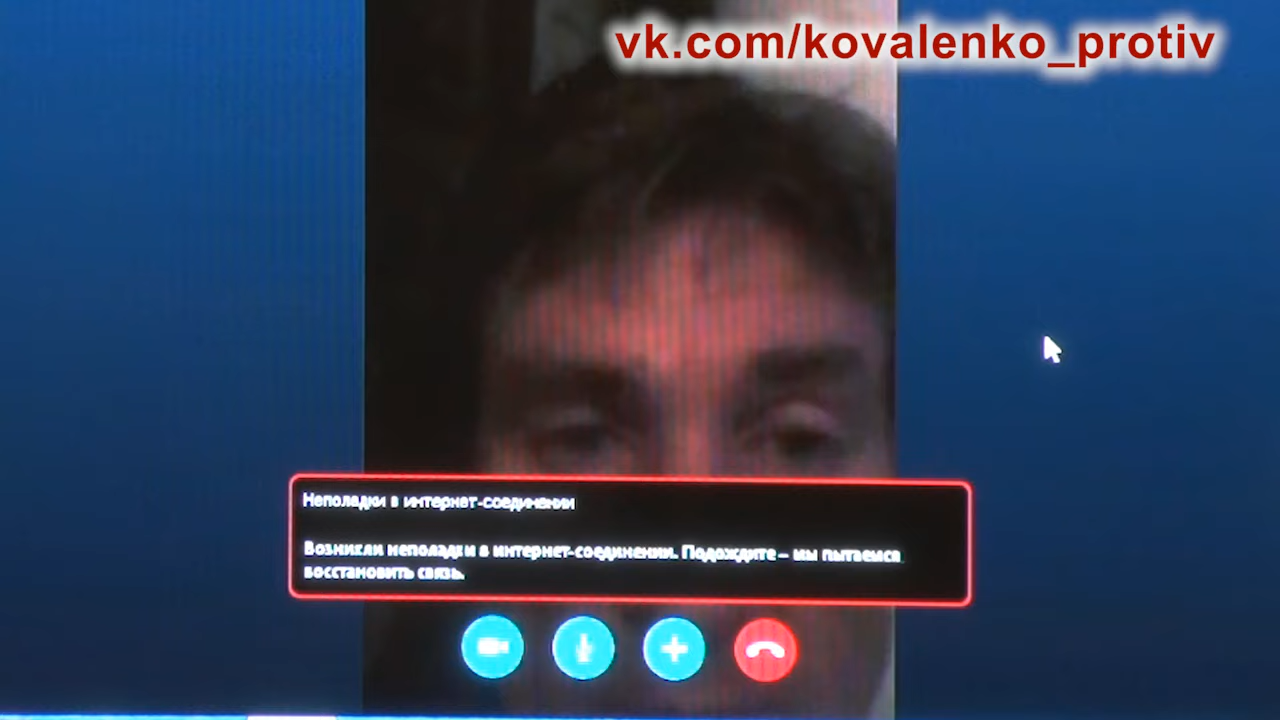 vk.com/kovalenko_protiv
Неполадки в интернет-соединении
Возникли неполадки в интернет-соединении. Подождите – мы пытаемся
восстановить связь.